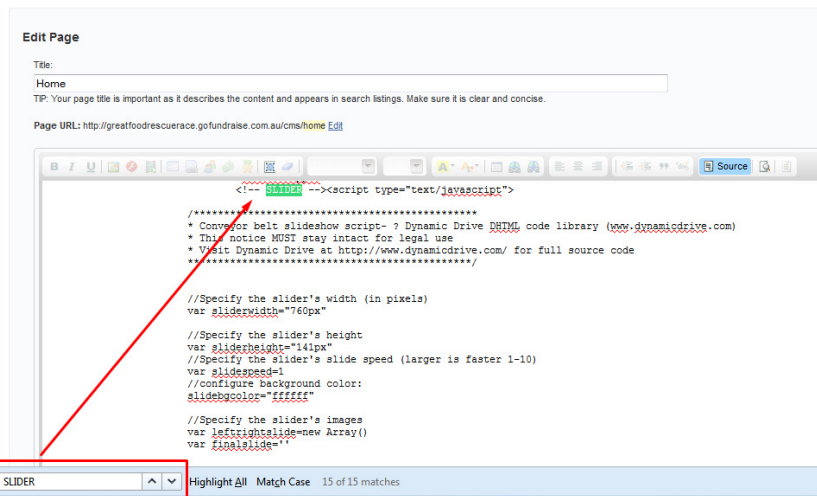 Edit Page
Title:
Home
TIP: Your page title is important as it describes the content and appears in search listings. Make sure it is clear and concise.
Page URL: http://greatfoodrescuerace.gofundraise.com.au/cms/home Edit
B I U Source
<!-- SLIDER --><script type="text/javascript">
/***********************************************
* Conveyor belt slideshow script- ? Dynamic Drive DHTML code library (www.dynamicdrive.com)
* This notice MUST stay intact for legal use
* Visit Dynamic Drive at http://www.dynamicdrive.com/ for full source code
***********************************************/
//Specify the slider's width (in pixels)
var sliderwidth="760px"
//Specify the slider's height
var sliderheight="141px"
//Specify the slider's slide speed (larger is faster 1-10)
var slidespeed=1
//configure background color:
slidebgcolor="ffffff"
//Specify the slider's images
var leftrightslide=new Array()
var finalslide=''
SLIDER Highlight All Match Case 15 of 15 matches